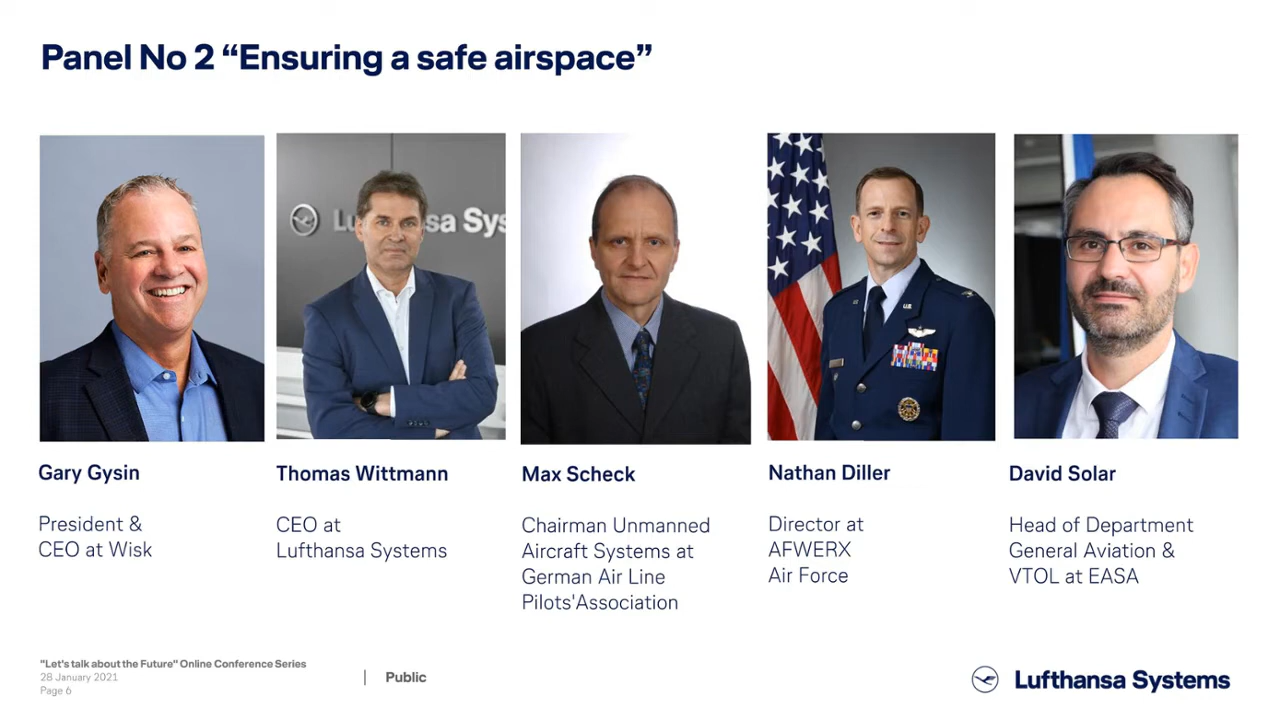 Panel No 2 “Ensuring a safe airspace”
Lufthansa Sys
U.S.
Gary Gysin
President &
CEO at Wisk
Thomas Wittmann
CEO at
Lufthansa Systems
Max Scheck
Chairman Unmanned
Aircraft Systems at
German Air Line
Pilots'Association
Nathan Diller
Director at
AFWERX
Air Force
David Solar
Head of Department
General Aviation &
VTOL at EASA
"Let's talk about the Future" Online Conference Series
28 January 2021
Page 6
Public
Lufthansa Systems